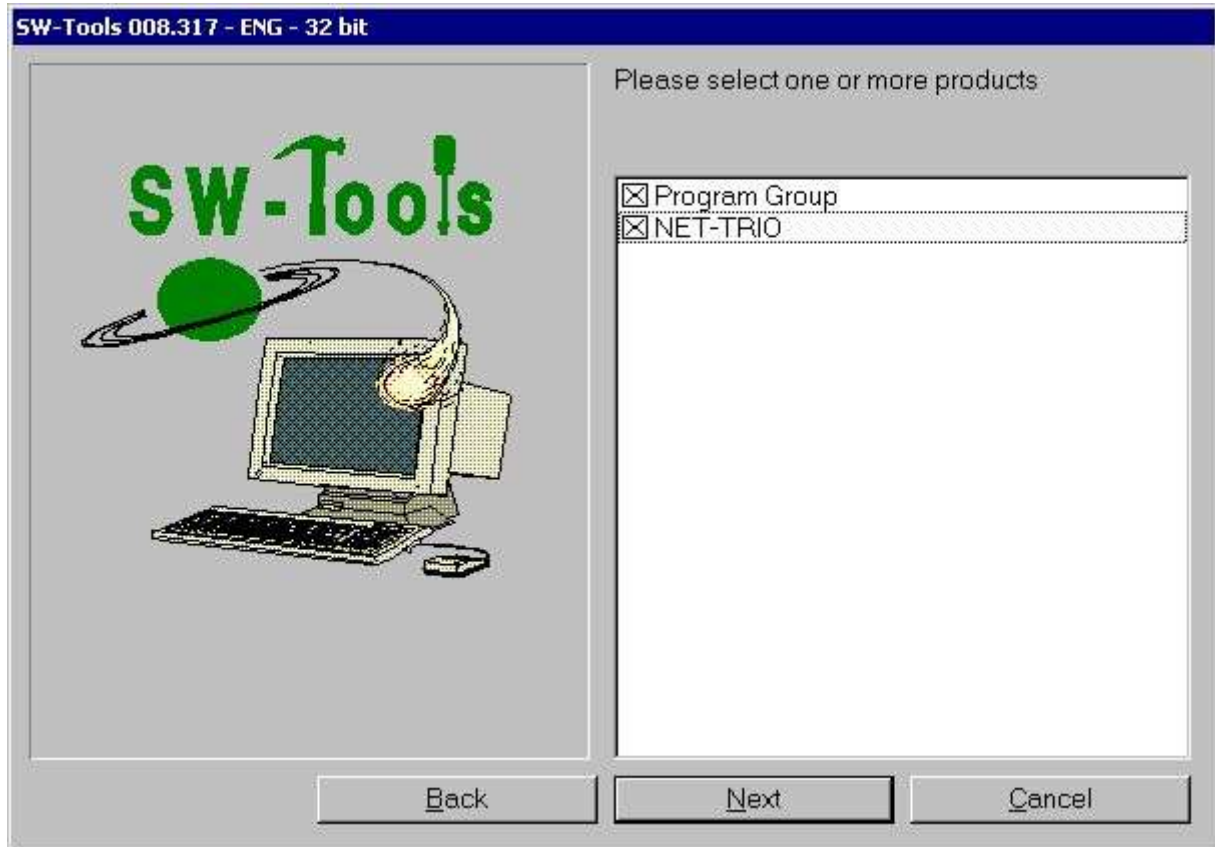 SW-Tools 008.317 - ENG - 32 bit
Please select one or more products
SW-Tools
Program Group
NET-TRIO
Back
Next
Cancel